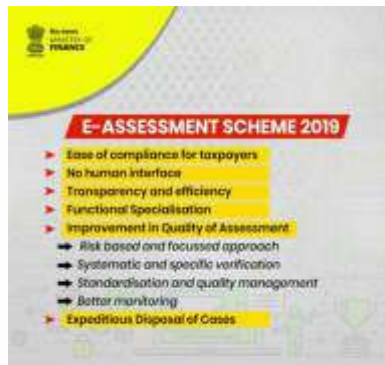 MINISTRY OF
FINANCE
E-ASSESSMENT SCHEME 2019
Ease of compliance for taxpayers
No human interface
Transparency and efficiency
Functional Specialisation
Improvement in Quality of Assessment
Risk based and focussed approach
Systematic and specific verification
Standardisation and quality management
Better monitoring
Expeditious Disposal of Cases